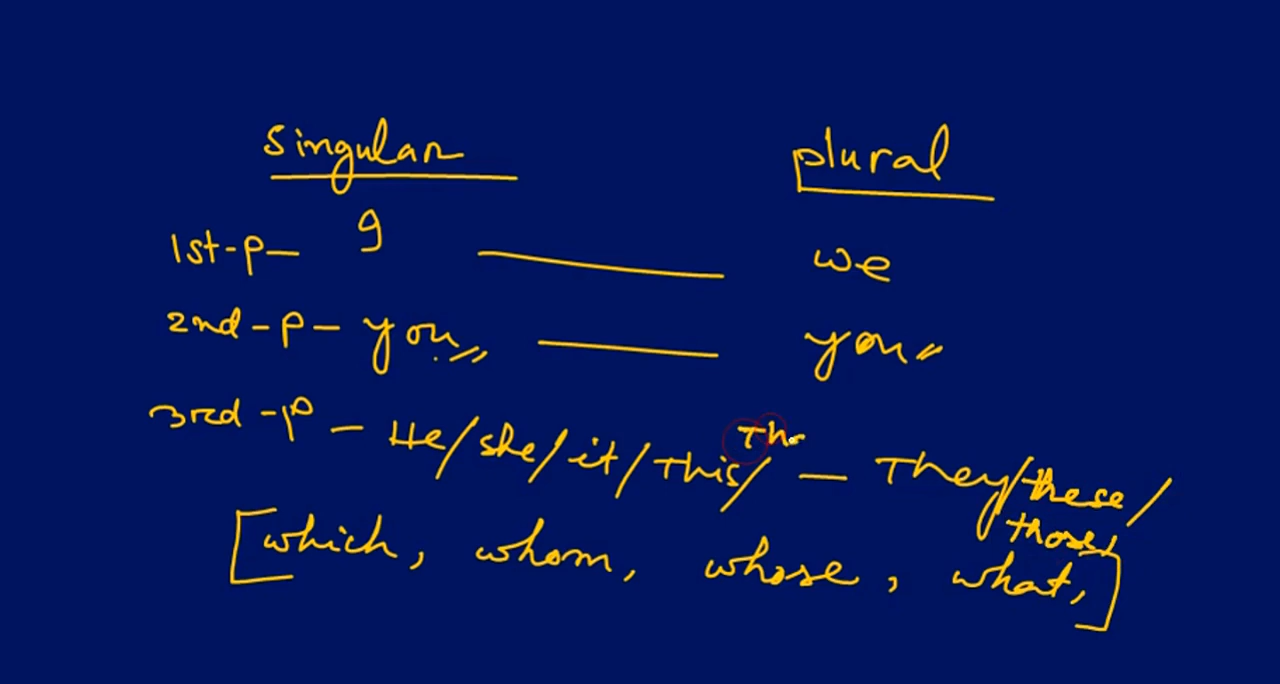 Singular plural
1st-p- I we
2nd-p- you,, you,,
3rd-p - He/she/it/This/ Th - They/these/
those,
[which, whom, whose, what,]